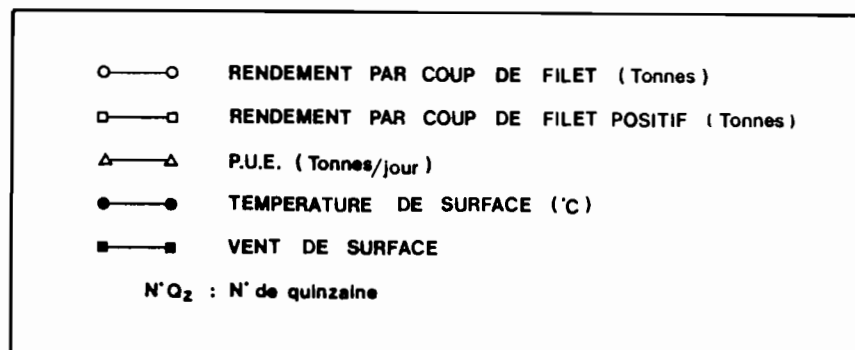 RENDEMENT PAR COUP DE FILET (Tonnes)
RENDEMENT PAR COUP DE FILET POSITIF (Tonnes)
P.U.E. (Tonnes/jour)
TEMPERATURE DE SURFACE (°C)
VENT DE SURFACE
N°Q2 : N° de quinzaine